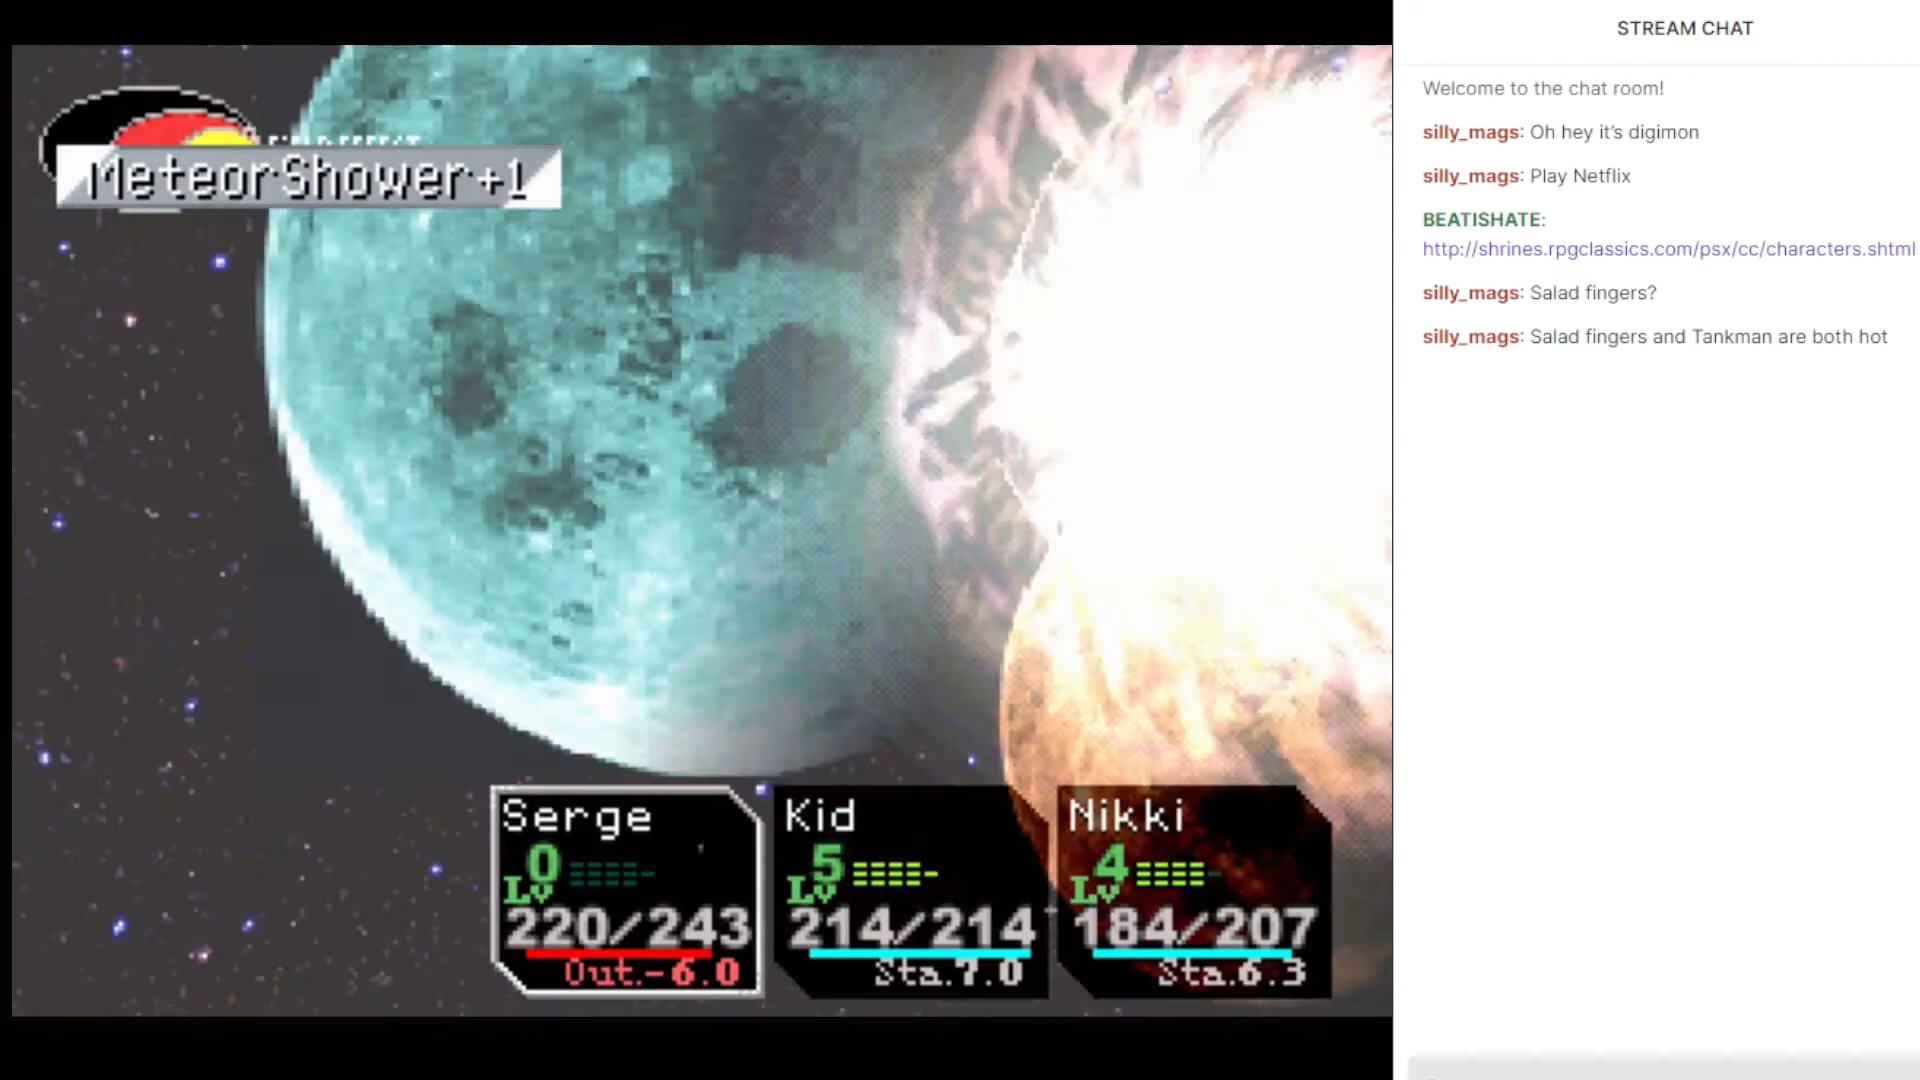 FIELD EFFECT
MeteorShower+1
Serge
0
Lv
220/243
Out.-6.0
Kid
5
Lv
214/214
Sta.7.0
Nikki
4
Lv
184/207
Sta.6.3
STREAM CHAT
Welcome to the chat room!
silly_mags: Oh hey it’s digimon
silly_mags: Play Netflix
BEATISHATE:
http://shrines.rpgclassics.com/psx/cc/characters.shtml
silly_mags: Salad fingers?
silly_mags: Salad fingers and Tankman are both hot